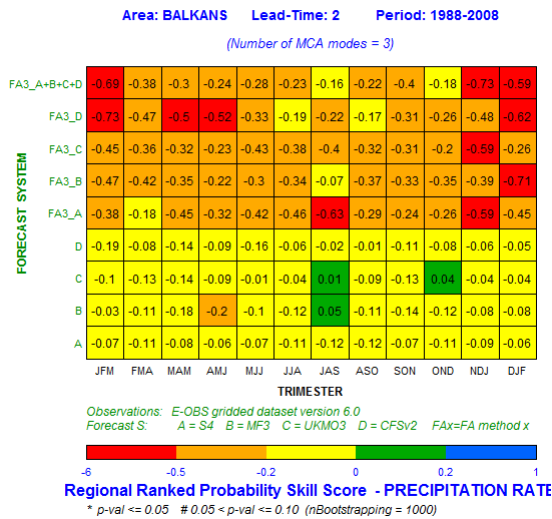 Area: BALKANS Lead-Time: 2 Period: 1988-2008
(Number of MCA modes = 3)
FORECAST SYSTEM
FA3_A+B+C+D -0.69 -0.38 -0.3 -0.24 -0.28 -0.23 -0.16 -0.22 -0.4 -0.18 -0.73 -0.59
FA3_D -0.73 -0.47 -0.5 -0.52 -0.33 -0.19 -0.22 -0.17 -0.31 -0.26 -0.48 -0.62
FA3_C -0.45 -0.36 -0.32 -0.23 -0.43 -0.38 -0.4 -0.32 -0.31 -0.2 -0.59 -0.26
FA3_B -0.47 -0.42 -0.35 -0.22 -0.3 -0.34 -0.07 -0.37 -0.33 -0.35 -0.39 -0.71
FA3_A -0.38 -0.18 -0.45 -0.32 -0.42 -0.46 -0.63 -0.29 -0.24 -0.26 -0.59 -0.45
D -0.19 -0.08 -0.14 -0.09 -0.16 -0.06 -0.02 -0.01 -0.11 -0.08 -0.06 -0.05
C -0.1 -0.13 -0.14 -0.09 -0.01 -0.04 0.01 -0.09 -0.13 0.04 -0.04 -0.04
B -0.03 -0.11 -0.18 -0.2 -0.1 -0.12 0.05 -0.11 -0.14 -0.12 -0.08 -0.08
A -0.07 -0.11 -0.08 -0.06 -0.07 -0.11 -0.12 -0.12 -0.07 -0.11 -0.09 -0.06
JFM FMA MAM AMJ MJJ JJA JAS ASO SON OND NDJ DJF
TRIMESTER
Observations: E-OBS gridded dataset version 6.0
Forecast S: A = S4 B = MF3 C = UKMO3 D = CFSv2 FAx=FA method x
-6 -0.5 -0.2 0 0.2 1
Regional Ranked Probability Skill Score - PRECIPITATION RATE
* p-val <= 0.05 # 0.05 < p-val <= 0.10 (nBootstrapping = 1000)